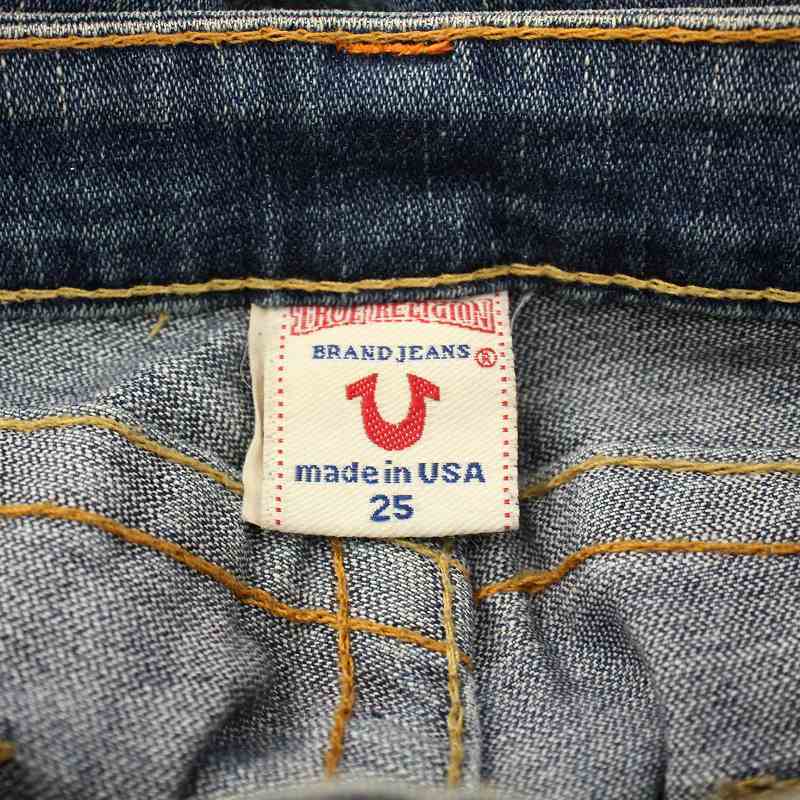 TRUE RELIGION
BRAND JEANS ®
made in USA
25